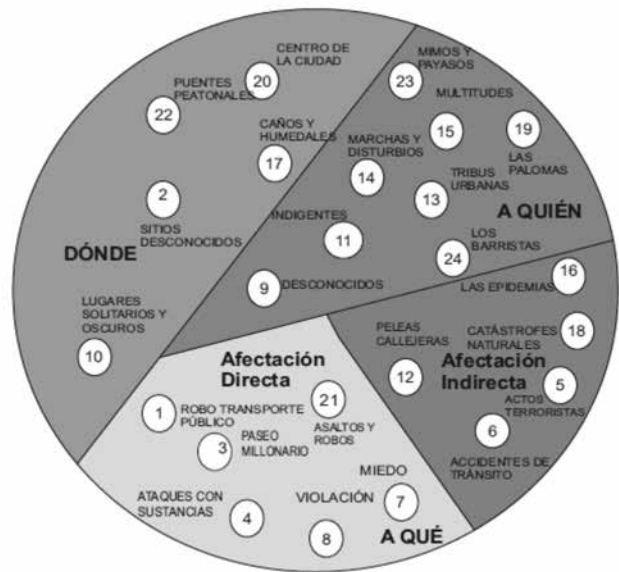 CENTRO DE
LA CIUDAD
20
PUENTES
PEATONALES
22
CAÑOS Y
HUMEDALES
17
2
SITIOS
DESCONOCIDOS
DÓNDE
LUGARES
SOLITARIOS Y
OSCUROS
10
MIMOS Y
PAYASOS
23
MULTITUDES
15
19
LAS
PALOMAS
MARCHAS Y
DISTURBIOS
14
TRIBUS
URBANAS
13
A QUIÉN
INDIGENTES
11
LOS
BARRISTAS
24
9
DESCONOCIDOS
LAS EPIDEMIAS
16
PELEAS
CALLEJERAS
12
CATÁSTROFES
NATURALES
18
Afectación
Indirecta
5
ACTOS
TERRORISTAS
6
ACCIDENTES DE
TRÁNSITO
Afectación
Directa
1
ROBO TRANSPORTE
PÚBLICO
21
ASALTOS Y
ROBOS
3
PASEO
MILLONARIO
MIEDO
7
ATAQUES CON
SUSTANCIAS
4
VIOLACIÓN
8
A QUÉ